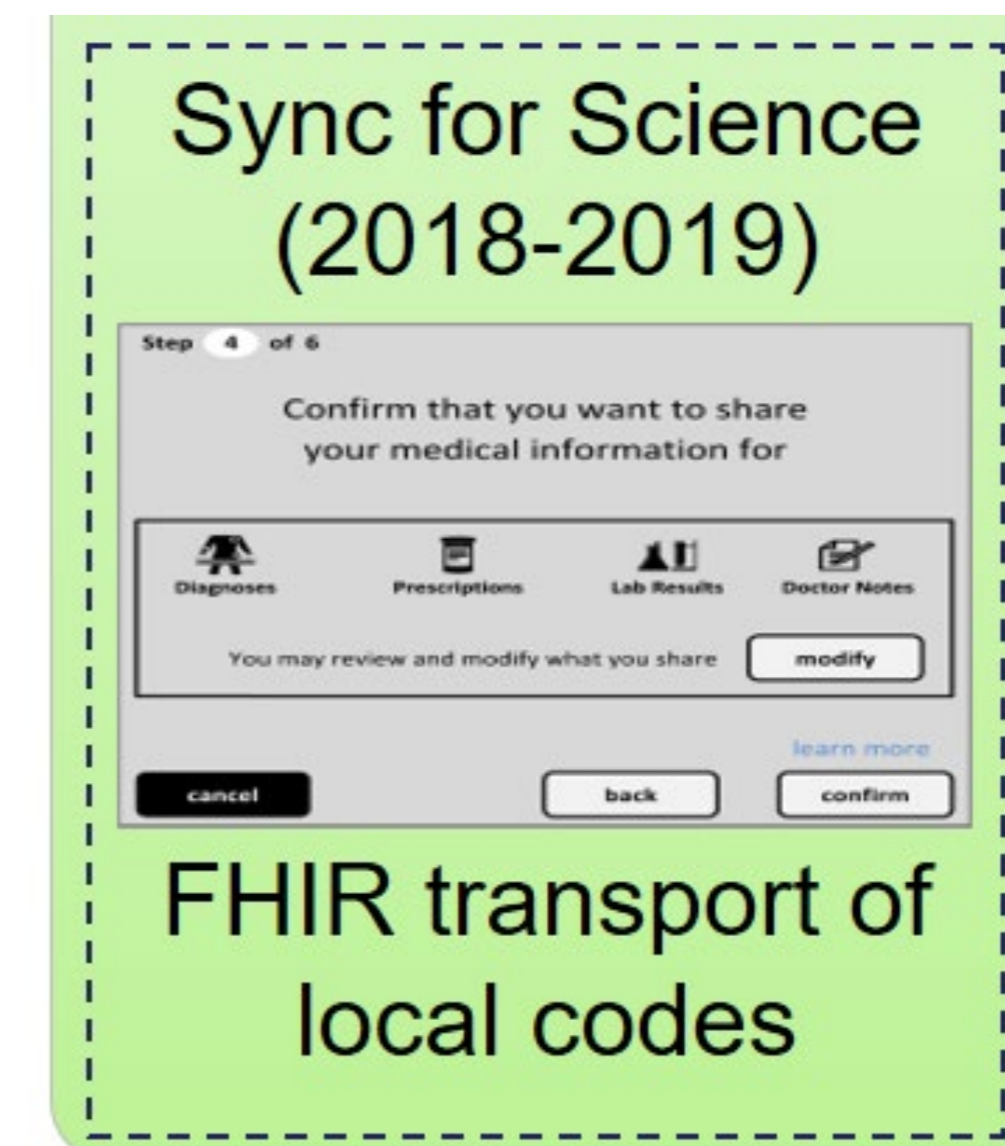 Sync for Science
(2018-2019)
Step 4 of 6
Confirm that you want to share
your medical information for
Diagnoses Prescriptions Lab Results Doctor Notes
You may review and modify what you share modify
learn more
cancel back confirm
FHIR transport of
local codes